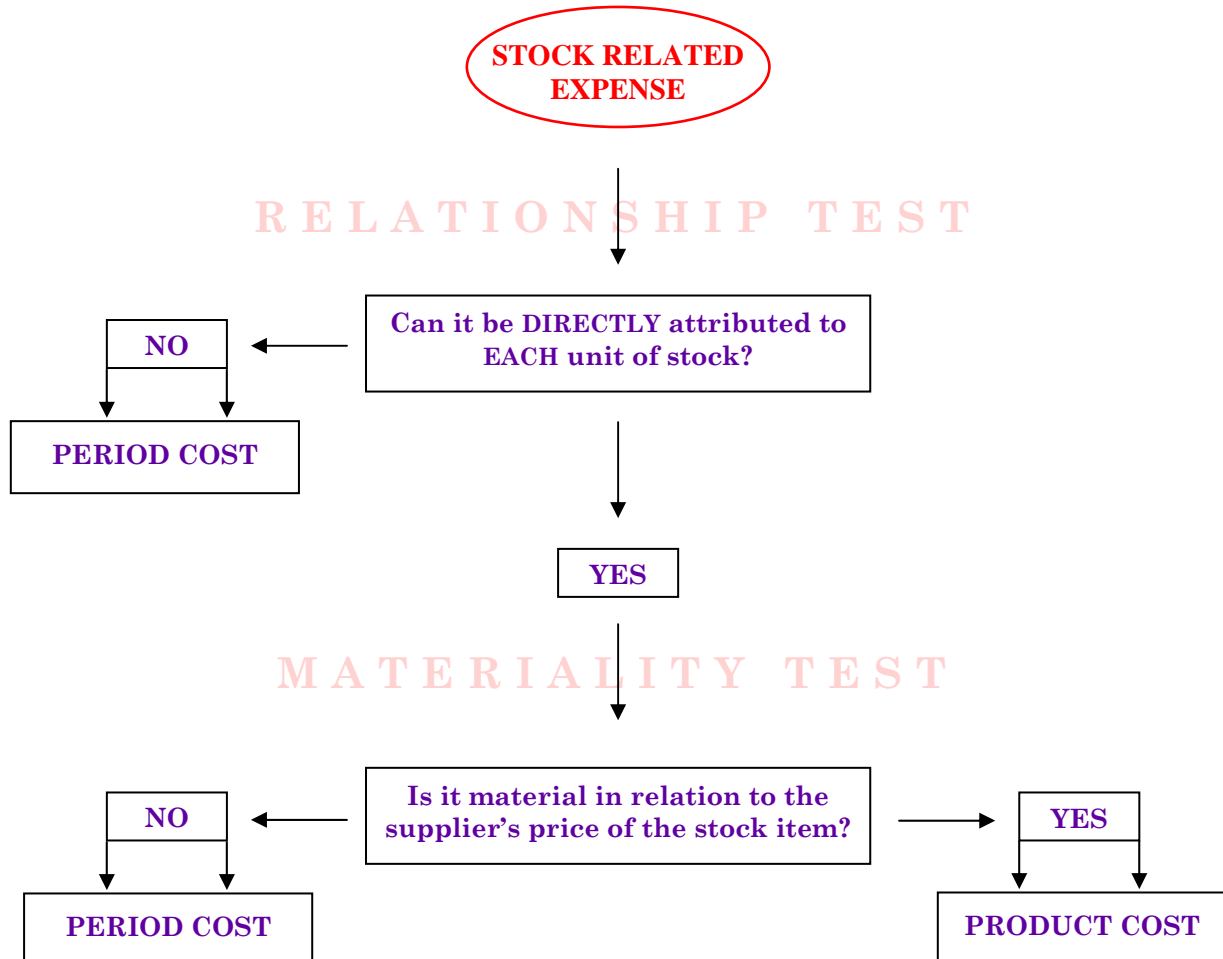 STOCK RELATED
EXPENSE
RELATIONSHIP TEST
Can it be DIRECTLY attributed to
EACH unit of stock?
NO
PERIOD COST
YES
MATERIALITY TEST
Is it material in relation to the
supplier’s price of the stock item?
NO
YES
PERIOD COST
PRODUCT COST